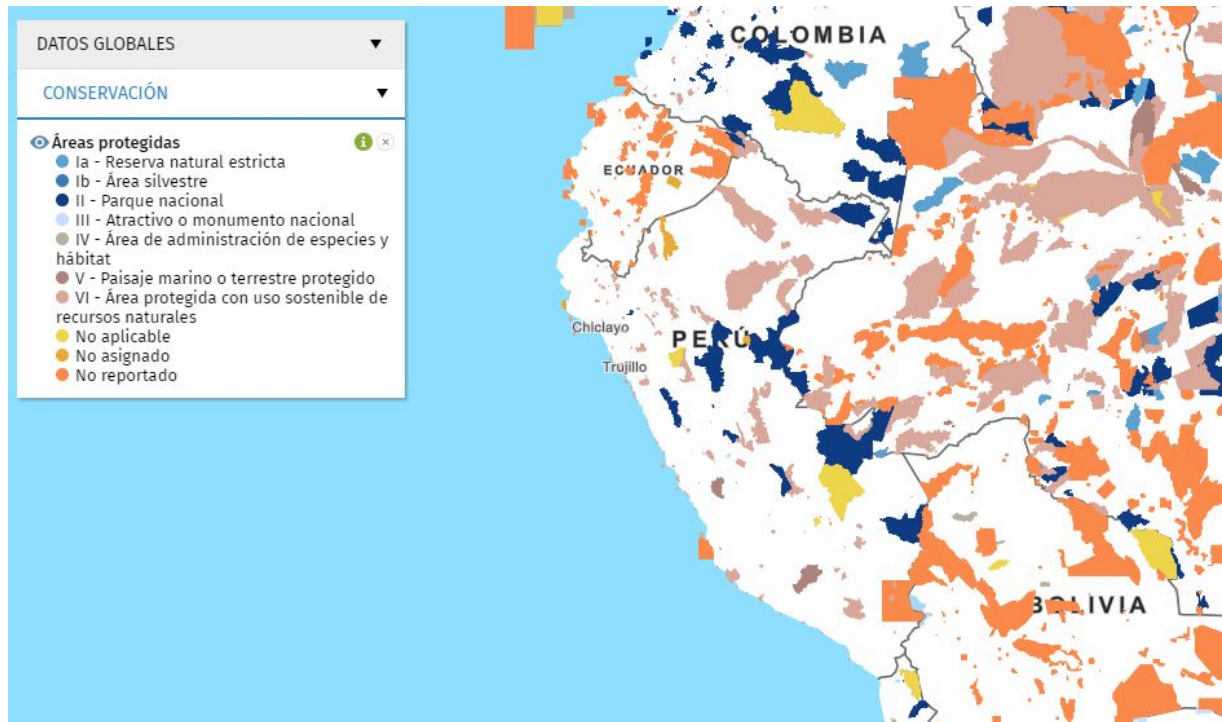 DATOS GLOBALES
CONSERVACIÓN
Áreas protegidas
Ia - Reserva natural estricta
Ib - Área silvestre
II - Parque nacional
III - Atractivo o monumento nacional
IV - Área de administración de especies y
hábitat
V - Paisaje marino o terrestre protegido
VI - Área protegida con uso sostenible de
recursos naturales
No aplicable
No asignado
No reportado
COLOMBIA
ECUADOR
PERÚ
Chiclayo
Trujillo
BOLIVIA